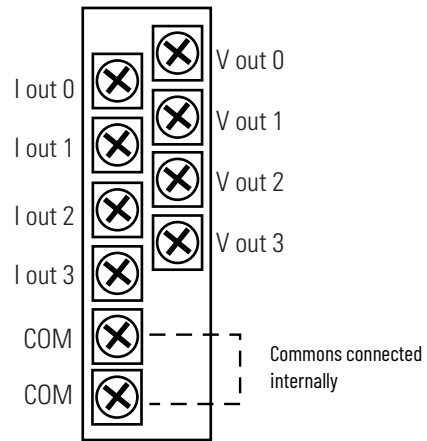 V out 0
I out 0
V out 1
I out 1
V out 2
I out 2
V out 3
I out 3
COM
Commons connected
internally
COM